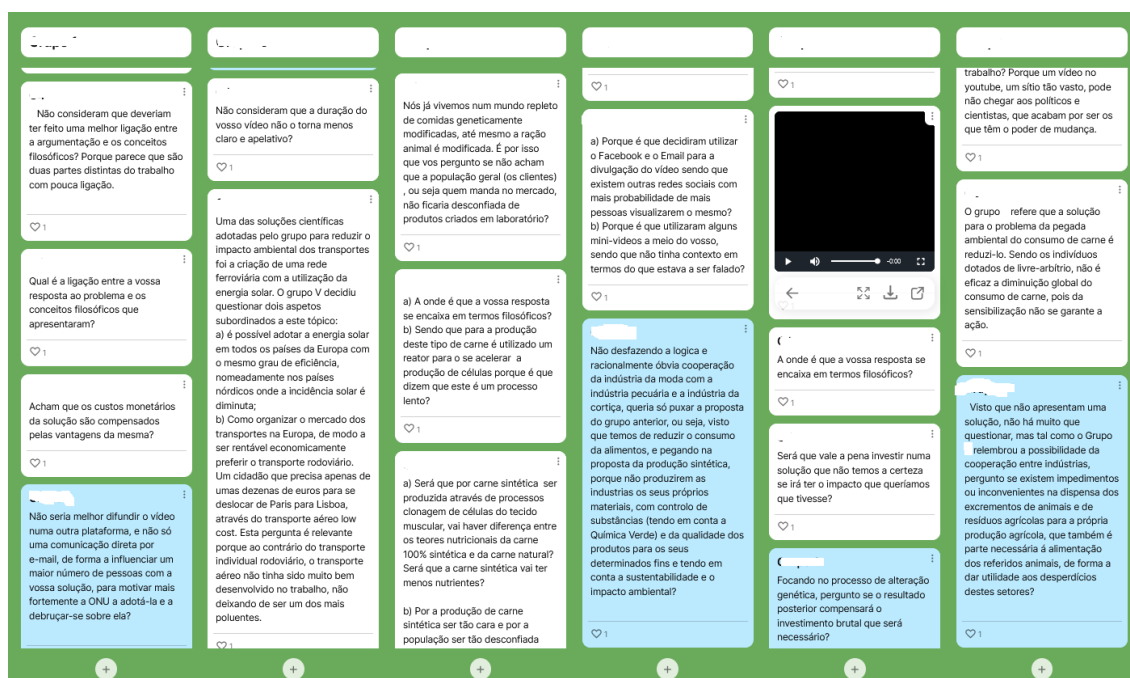 Não consideram que deveriam
ter feito uma melhor ligação entre
a argumentação e os conceitos
filosóficos? Porque parece que são
duas partes distintas do trabalho
com pouca ligação.
1
Qual é a ligação entre a vossa
resposta ao problema e os
conceitos filosóficos que
apresentaram?
1
Acham que os custos monetários
da solução são compensados
pelas vantagens da mesma?
1
Não seria melhor difundir o vídeo
numa outra plataforma, e não só
uma comunicação direta por
e-mail, de forma a influenciar um
maior número de pessoas com a
vossa solução, para motivar mais
fortemente a ONU a adotá-la e a
debruçar-se sobre ela?
Não consideram que a duração do
vosso vídeo não o torna menos
claro e apelativo?
1
Uma das soluções científicas
adotadas pelo grupo para reduzir o
impacto ambiental dos transportes
foi a criação de uma rede
ferroviária com a utilização da
energia solar. O grupo V decidiu
questionar dois aspetos
subordinados a este tópico:
a) é possível adotar a energia solar
em todos os países da Europa com
o mesmo grau de eficiência,
nomeadamente nos países
nórdicos onde a incidência solar é
diminuta;
b) Como organizar o mercado dos
transportes na Europa, de modo a
ser rentável economicamente
preferir o transporte rodoviário.
Um cidadão que precisa apenas de
umas dezenas de euros para se
deslocar de Paris para Lisboa,
através do transporte aéreo low
cost. Esta pergunta é relevante
porque ao contrário do transporte
individual rodoviário, o transporte
aéreo não tinha sido muito bem
desenvolvido no trabalho, não
deixando de ser um dos mais
poluentes.
1
Nós já vivemos num mundo repleto
de comidas geneticamente
modificadas, até mesmo a ração
animal é modificada. É por isso
que vos pergunto se não acham
que a população geral (os clientes)
, ou seja quem manda no mercado,
não ficaria desconfiada de
produtos criados em laboratório?
1
a) A onde é que a vossa resposta
se encaixa em termos filosóficos?
b) Sendo que para a produção
deste tipo de carne é utilizado um
reator para o se acelerar a
produção de células porque é que
dizem que este é um processo
lento?
1
a) Será que por carne sintética ser
produzida através de processos
clonagem de células do tecido
muscular, vai haver diferença entre
os teores nutricionais da carne
100% sintética e da carne natural?
Será que a carne sintética vai ter
menos nutrientes?
b) Por a produção de carne
sintética ser tão cara e por a
população ser tão desconfiada
1
a) Porque é que decidiram utilizar
o Facebook e o Email para a
divulgação do vídeo sendo que
existem outras redes sociais com
mais probabilidade de mais
pessoas visualizarem o mesmo?
b) Porque é que utilizaram alguns
mini-videos a meio do vosso,
sendo que não tinha contexto em
termos do que estava a ser falado?
1
Não desfazendo a logica e
racionalmente óbvia cooperação
da indústria da moda com a
indústria pecuária e a indústria da
cortiça, queria só puxar a proposta
do grupo anterior, ou seja, visto
que temos de reduzir o consumo
da alimentos, e pegando na
proposta da produção sintética,
porque não produzirem as
industrias os seus próprios
materiais, com controlo de
substâncias (tendo em conta a
Química Verde) e da qualidade dos
produtos para os seus
determinados fins e tendo em
conta a sustentabilidade e o
impacto ambiental?
1
1
-0:00
1
A onde é que a vossa resposta se
encaixa em termos filosóficos?
1
Será que vale a pena investir numa
solução que não temos a certeza
se irá ter o impacto que queríamos
que tivesse?
1
Focando no processo de alteração
genética, pergunto se o resultado
posterior compensará o
investimento brutal que será
necessário?
trabalho? Porque um vídeo no
youtube, um sítio tão vasto, pode
não chegar aos políticos e
cientistas, que acabam por ser os
que têm o poder de mudança.
1
O grupo refere que a solução
para o problema da pegada
ambiental do consumo de carne é
reduzi-lo. Sendo os indivíduos
dotados de livre-arbítrio, não é
eficaz a diminuição global do
consumo de carne, pois da
sensibilização não se garante a
ação.
1
Visto que não apresentam uma
solução, não há muito que
questionar, mas tal como o Grupo
relembrou a possibilidade da
cooperação entre indústrias,
pergunto se existem impedimentos
ou inconvenientes na dispensa dos
excrementos de animais e de
resíduos agrícolas para a própria
produção agrícola, que também é
parte necessária á alimentação
dos referidos animais, de forma a
dar utilidade aos desperdícios
destes setores?
1